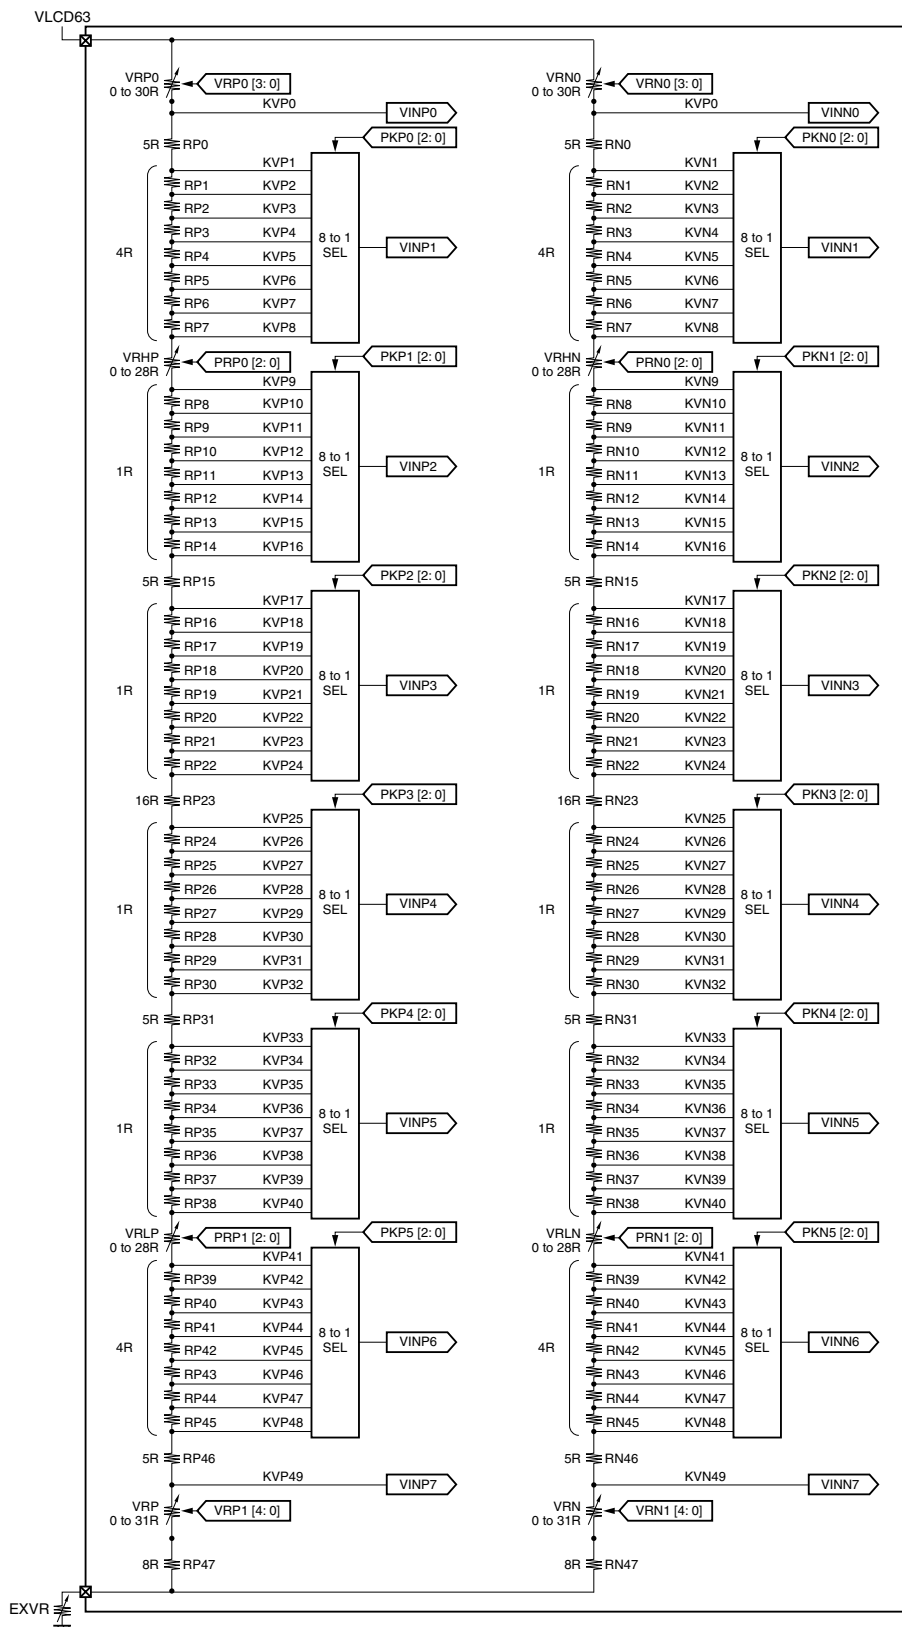 VLCD63
VRP0
0 to 30R
VRP0 [3: 0]
VRN0
0 to 30R
VRN0 [3: 0]
KVP0
VINP0
KVP0
VINN0
PKP0 [2: 0]
PKN0 [2: 0]
5R RP0
5R RN0
KVP1
KVN1
RP1 KVP2
RN1 KVN2
RP2 KVP3
RN2 KVN3
RP3 KVP4
RN3 KVN4
4R
8 to 1
SEL
VINP1
4R
8 to 1
SEL
VINN1
RP4 KVP5
RN4 KVN5
RP5 KVP6
RN5 KVN6
RP6 KVP7
RN6 KVN7
RP7 KVP8
RN7 KVN8
VRHP
0 to 28R
PRP0 [2: 0]
PKP1 [2: 0]
VRHN
0 to 28R
PRN0 [2: 0]
PKN1 [2: 0]
KVP9
KVN9
RP8 KVP10
RN8 KVN10
RP9 KVP11
RN9 KVN11
RP10 KVP12
RN10 KVN12
1R
8 to 1
SEL
VINP2
1R
8 to 1
SEL
VINN2
RP11 KVP13
RN11 KVN13
RP12 KVP14
RN12 KVN14
RP13 KVP15
RN13 KVN15
RP14 KVP16
RN14 KVN16
PKP2 [2: 0]
PKN2 [2: 0]
5R RP15
5R RN15
KVP17
KVN17
RP16 KVP18
RN16 KVN18
RP17 KVP19
RN17 KVN19
RP18 KVP20
RN18 KVN20
1R
8 to 1
SEL
VINP3
1R
8 to 1
SEL
VINN3
RP19 KVP21
RN19 KVN21
RP20 KVP22
RN20 KVN22
RP21 KVP23
RN21 KVN23
RP22 KVP24
RN22 KVN24
PKP3 [2: 0]
PKN3 [2: 0]
16R RP23
16R RN23
KVP25
KVN25
RP24 KVP26
RN24 KVN26
RP25 KVP27
RN25 KVN27
RP26 KVP28
RN26 KVN28
1R
8 to 1
SEL
VINP4
1R
8 to 1
SEL
VINN4
RP27 KVP29
RN27 KVN29
RP28 KVP30
RN28 KVN30
RP29 KVP31
RN29 KVN31
RP30 KVP32
RN30 KVN32
PKP4 [2: 0]
PKN4 [2: 0]
5R RP31
5R RN31
KVP33
KVN33
RP32 KVP34
RN32 KVN34
RP33 KVP35
RN33 KVN35
RP34 KVP36
RN34 KVN36
1R
8 to 1
SEL
VINP5
1R
8 to 1
SEL
VINN5
RP35 KVP37
RN35 KVN37
RP36 KVP38
RN36 KVN38
RP37 KVP39
RN37 KVN39
RP38 KVP40
RN38 KVN40
VRLP
0 to 28R
PRP1 [2: 0]
PKP5 [2: 0]
VRLN
0 to 28R
PRN1 [2: 0]
PKN5 [2: 0]
KVP41
KVN41
RP39 KVP42
RN39 KVN42
RP40 KVP43
RN40 KVN43
RP41 KVP44
RN41 KVN44
4R
8 to 1
SEL
VINP6
4R
8 to 1
SEL
VINN6
RP42 KVP45
RN42 KVN45
RP43 KVP46
RN43 KVN46
RP44 KVP47
RN44 KVN47
RP45 KVP48
RN45 KVN48
5R RP46
5R RN46
KVP49
VINP7
KVN49
VINN7
VRP
0 to 31R
VRP1 [4: 0]
VRN
0 to 31R
VRN1 [4: 0]
8R RP47
8R RN47
EXVR